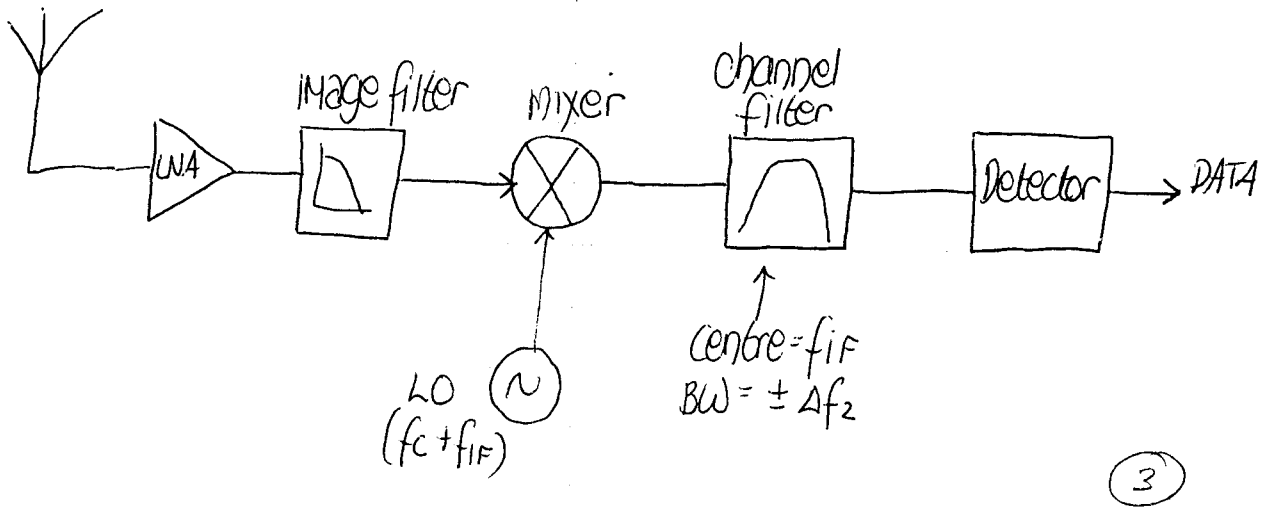 image filter
mixer
channel
filter
LNA
Detector
DATA
LO
(fc + fIF)
centre = fIF
BW = ± Δf2
3